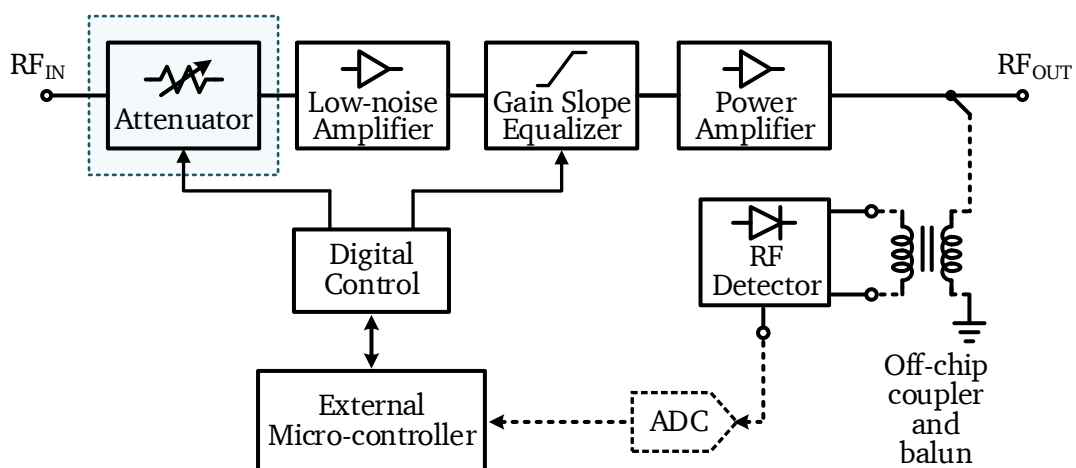 RF_IN
Attenuator
Low-noise
Amplifier
Gain Slope
Equalizer
Power
Amplifier
RF_OUT
Digital
Control
RF
Detector
External
Micro-controller
ADC
Off-chip
coupler
and
balun